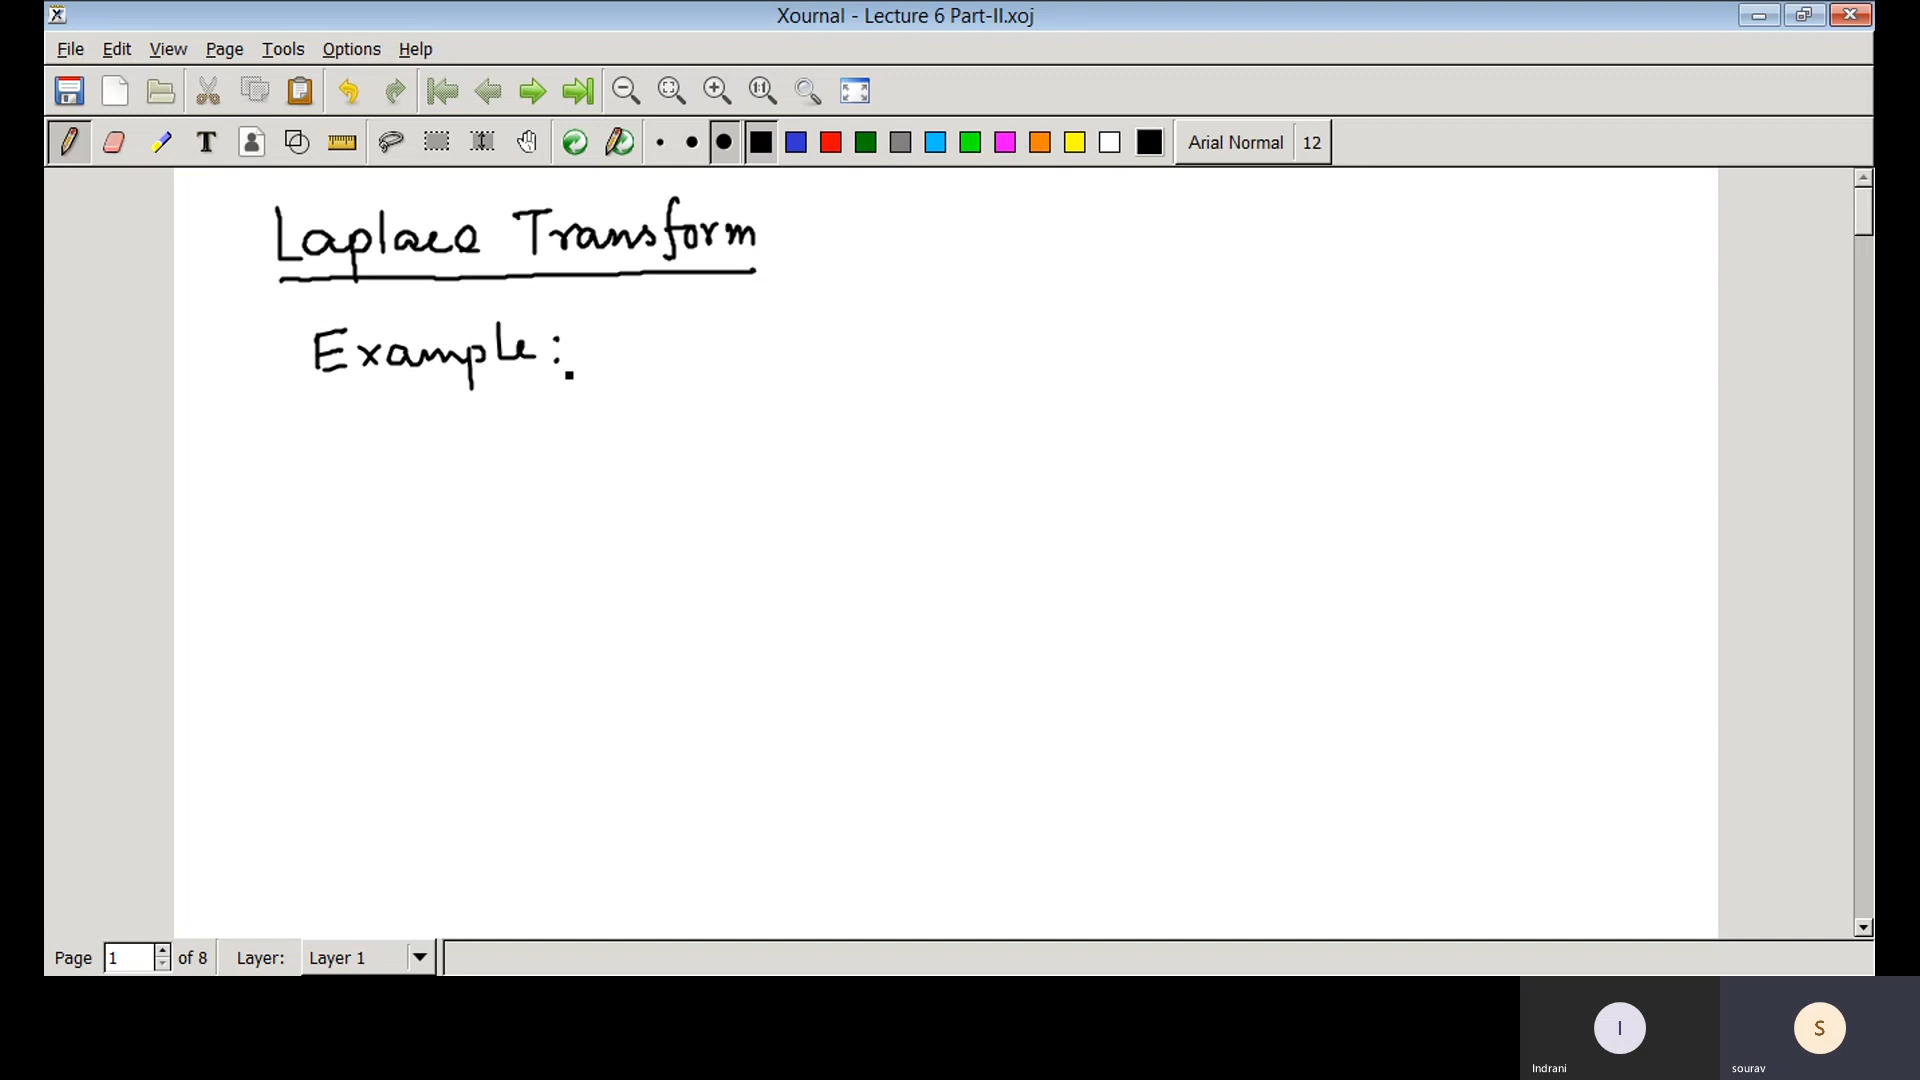 Xournal - Lecture 6 Part-II.xoj
File Edit View Page Tools Options Help
T Arial Normal 12
Laplace Transform
Example:
Page 1 of 8 Layer: Layer 1
I S
Indrani sourav